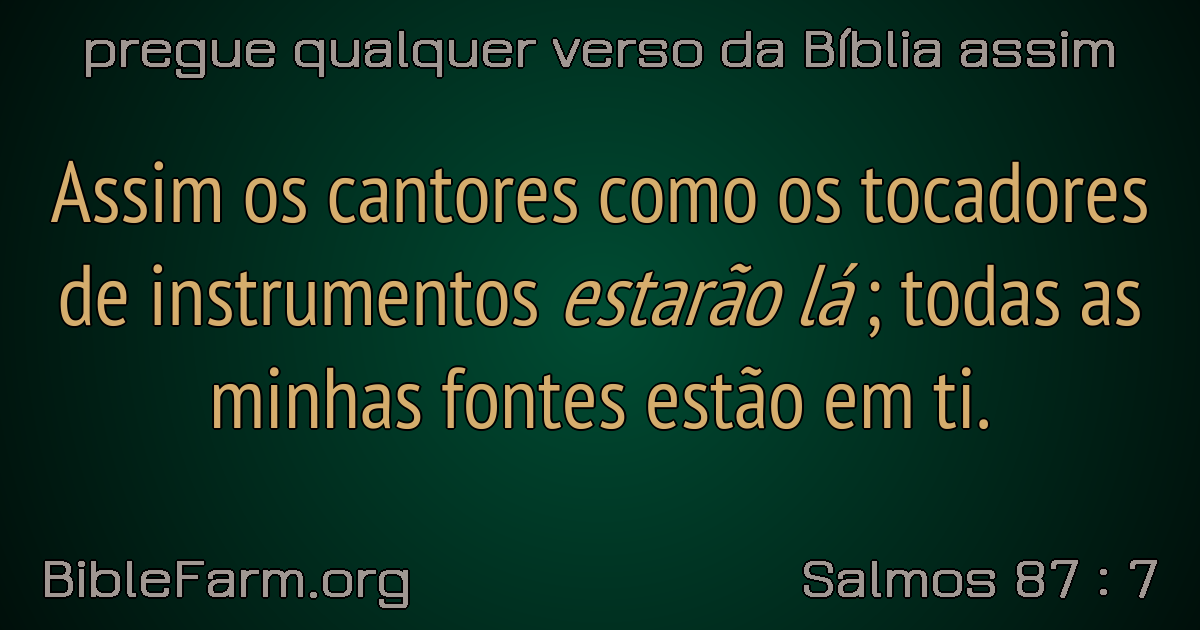 pregue qualquer verso da Bíblia assim
Assim os cantores como os tocadores
de instrumentos estarão lá; todas as
minhas fontes estão em ti.
BibleFarm.org
Salmos 87 : 7